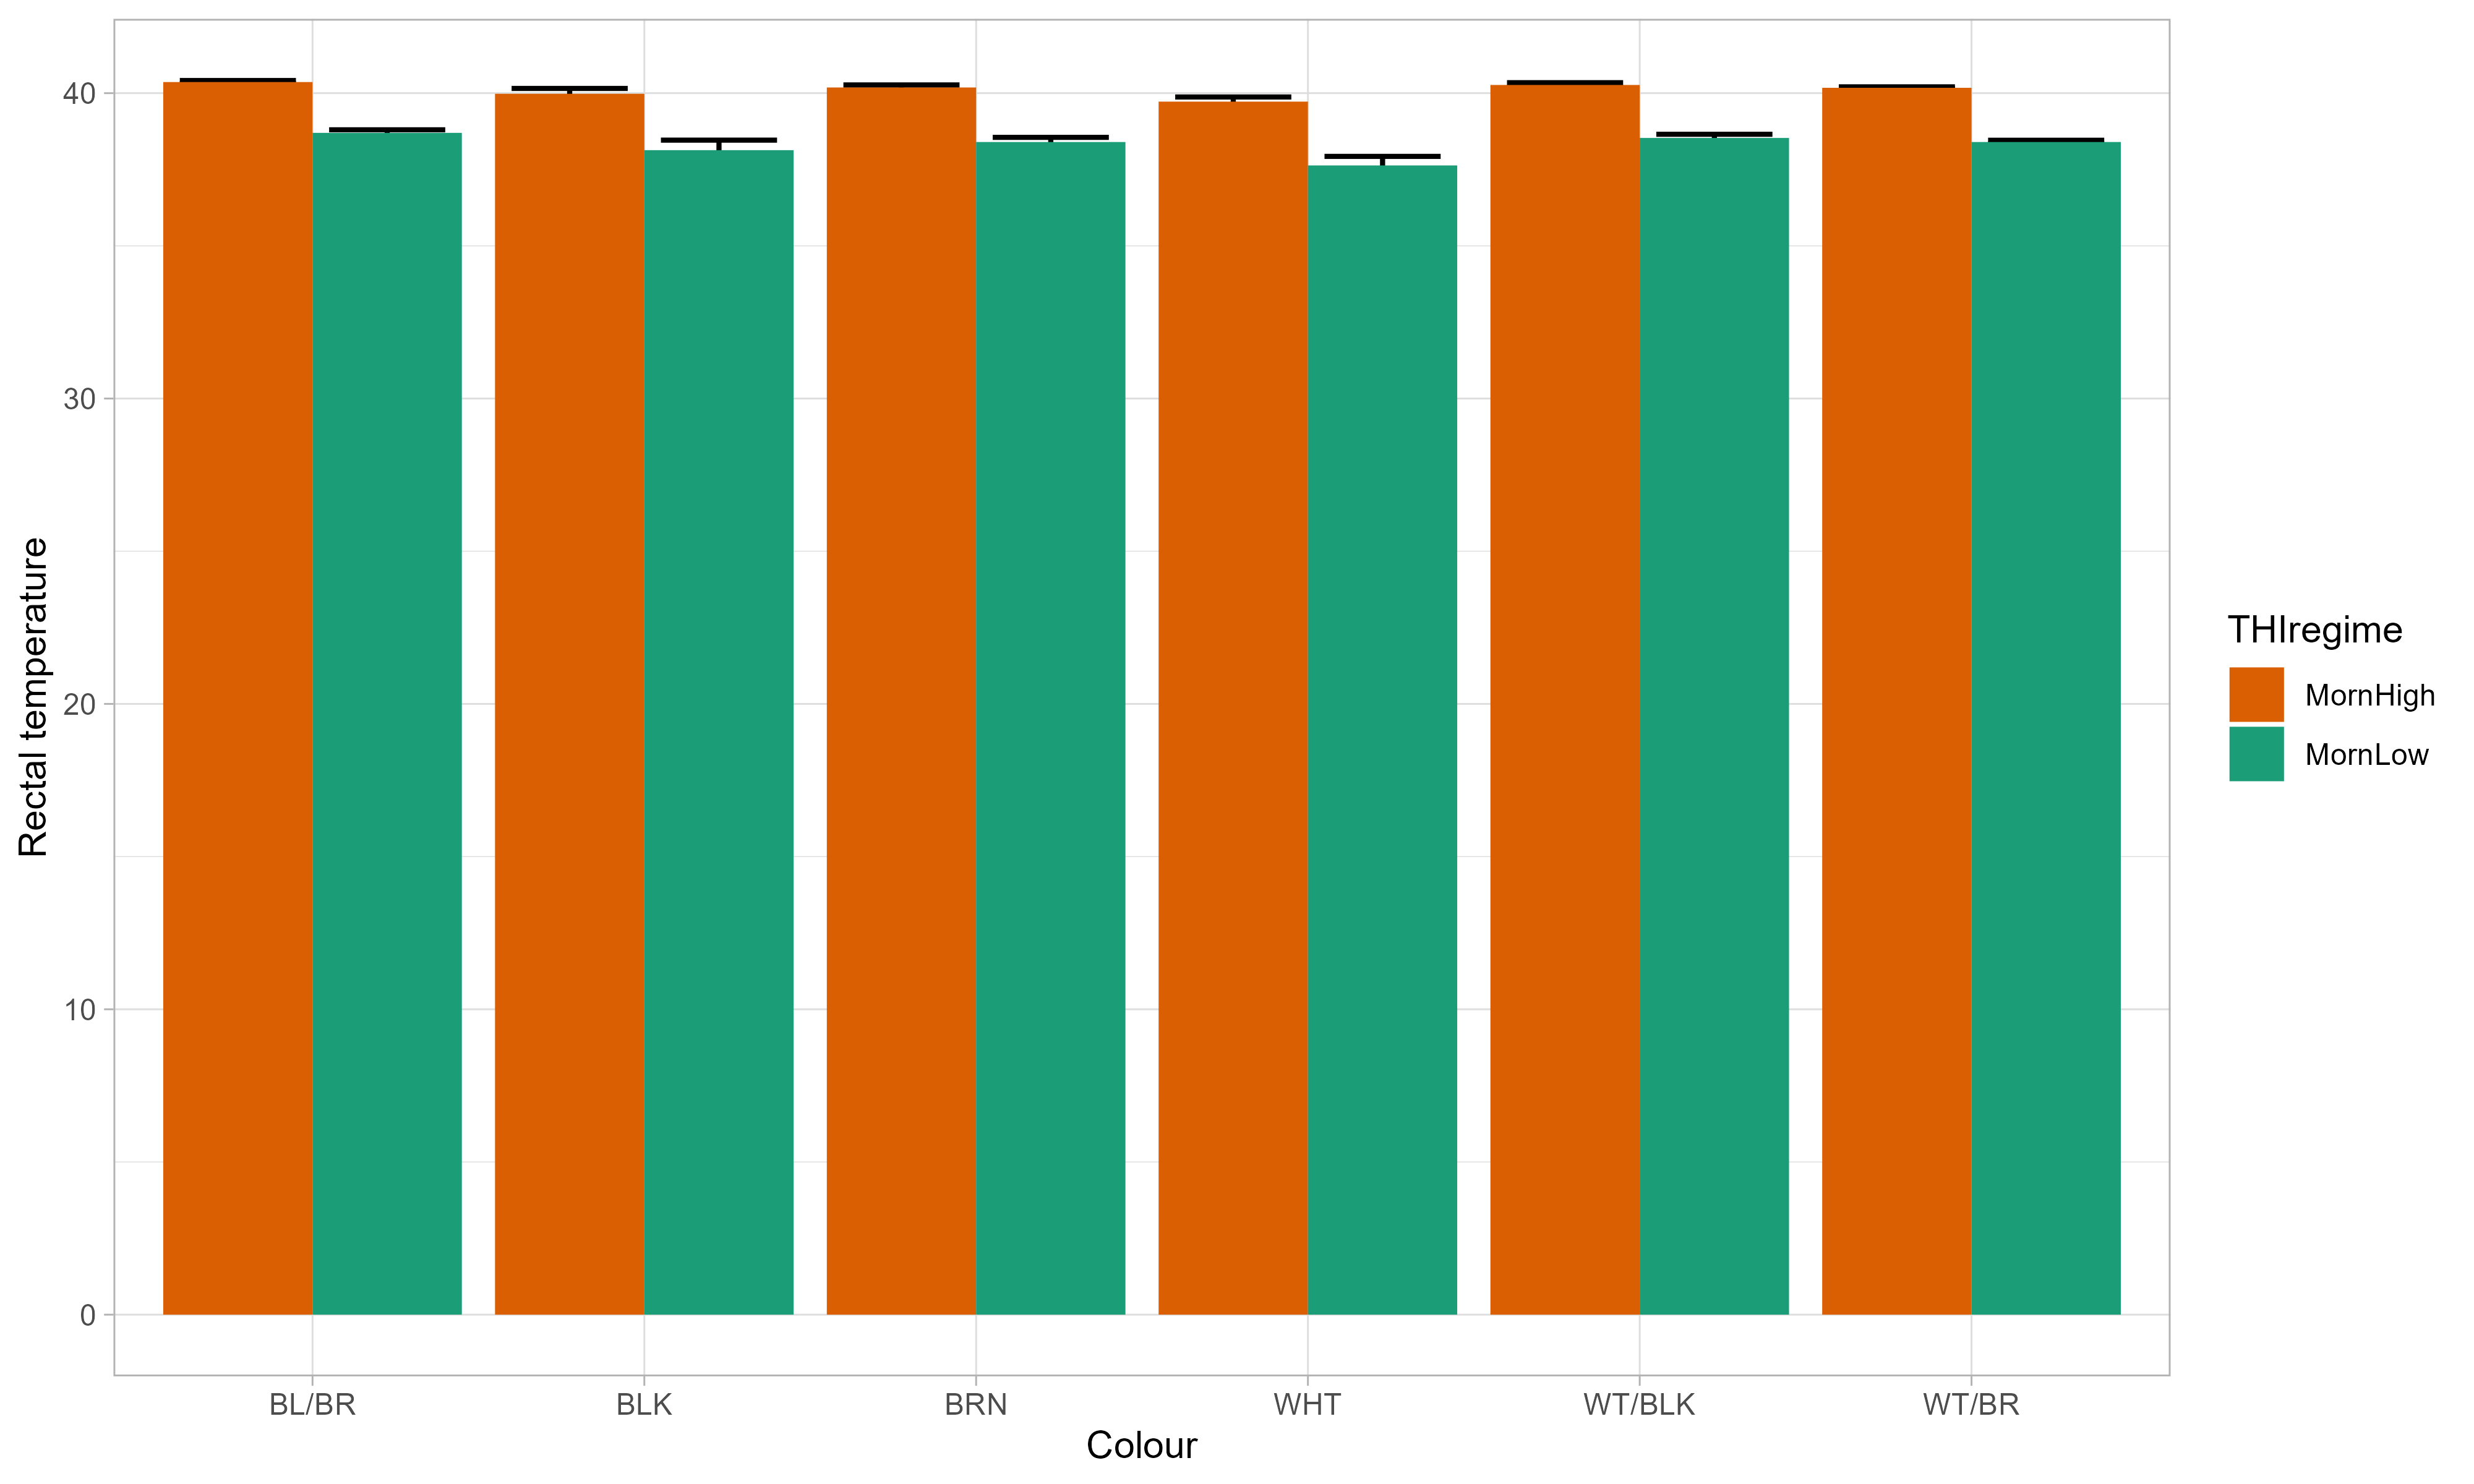 Rectal temperature
40
30
20
10
0
BL/BR BLK BRN WHT WT/BLK WT/BR
Colour
THIregime
MornHigh
MornLow